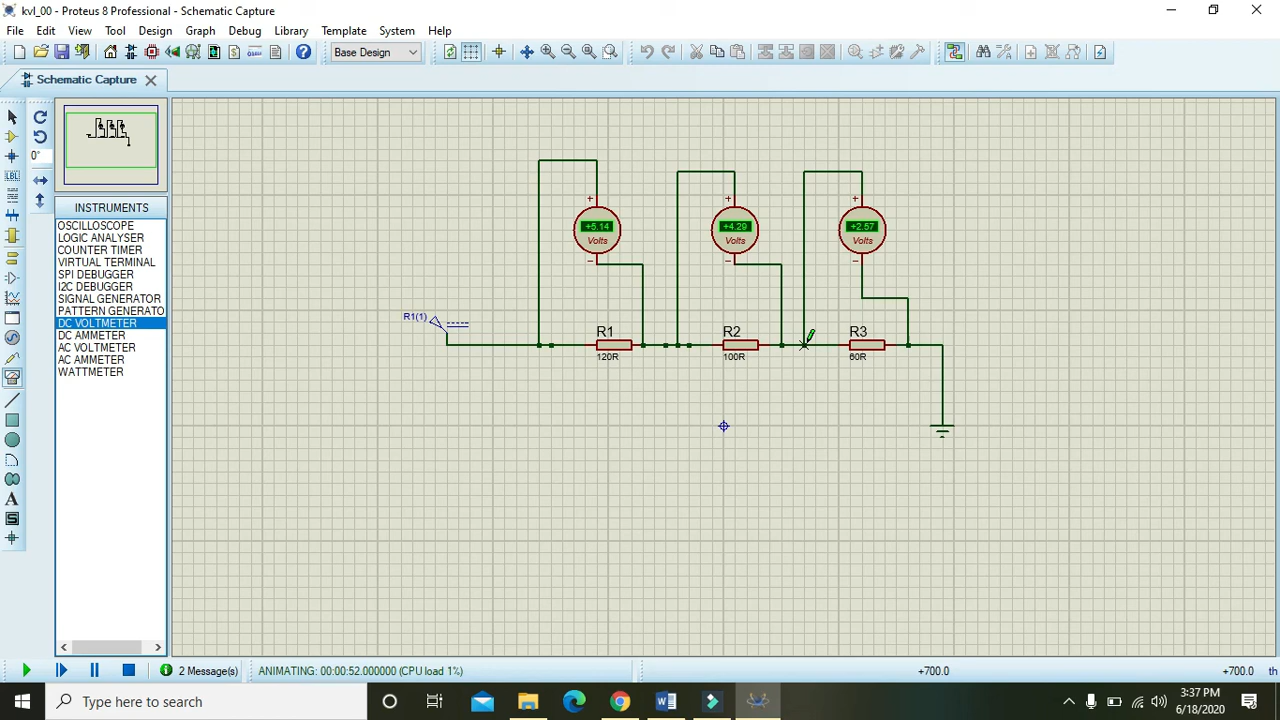 kvl_00 - Proteus 8 Professional - Schematic Capture
File Edit View Tool Design Graph Debug Library Template System Help
Base Design
Schematic Capture
0°
LBL
INSTRUMENTS
OSCILLOSCOPE
LOGIC ANALYSER
COUNTER TIMER
VIRTUAL TERMINAL
SPI DEBUGGER
I2C DEBUGGER
SIGNAL GENERATOR
PATTERN GENERATO
DC VOLTMETER
DC AMMETER
AC VOLTMETER
AC AMMETER
WATTMETER
A
S
+5.14
Volts
+4.29
Volts
+2.57
Volts
R1(1)
R1
120R
R2
100R
R3
60R
2 Message(s)
ANIMATING: 00:00:52.000000 (CPU load 1%)
+700.0
+700.0
th
Type here to search
3:37 PM
6/18/2020